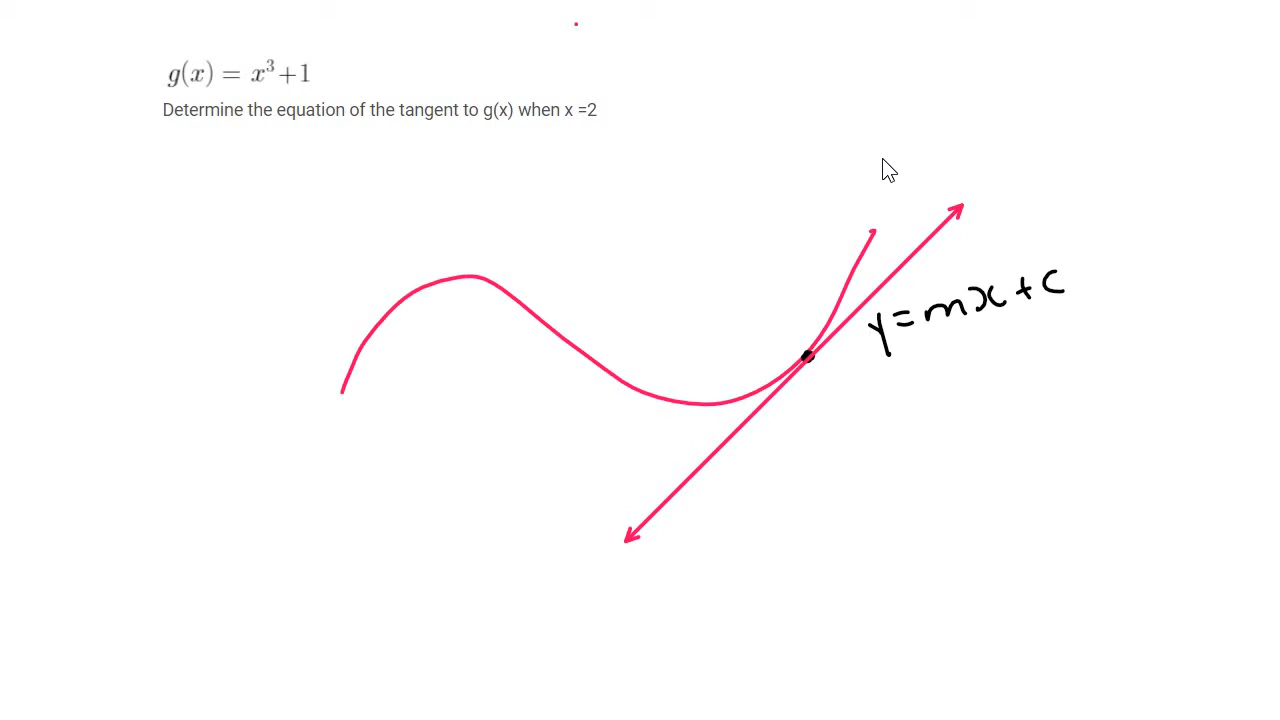 g(x) = x³+1
Determine the equation of the tangent to g(x) when x =2
y=mx+c